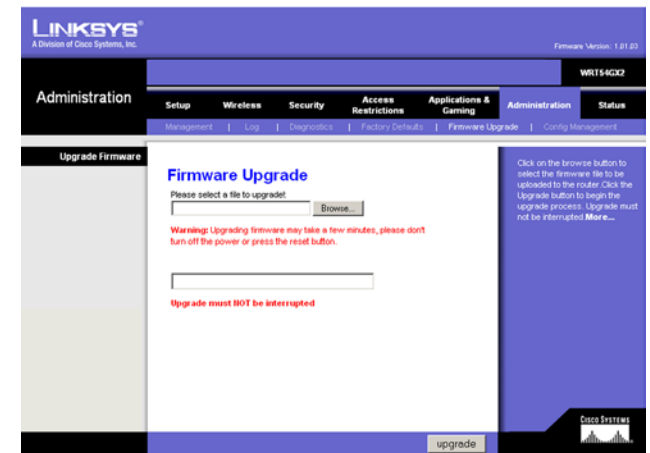 LINKSYS®
A Division of Cisco Systems, Inc.
Firmware Version: 1.01.03
WRT54GX2
Administration
Setup
Wireless
Security
Access Restrictions
Applications & Gaming
Administration
Status
Management | Log | Diagnostics | Factory Defaults | Firmware Upgrade | Config Management
Upgrade Firmware
Firmware Upgrade
Please select a file to upgrade:
Browse...
Warning: Upgrading firmware may take a few minutes, please don't
turn off the power or press the reset button.
Upgrade must NOT be interrupted
Click on the browse button to
select the firmware file to be
uploaded to the router.Click the
Upgrade button to begin the
upgrade process. Upgrade must
not be interrupted.More...
CISCO SYSTEMS
upgrade